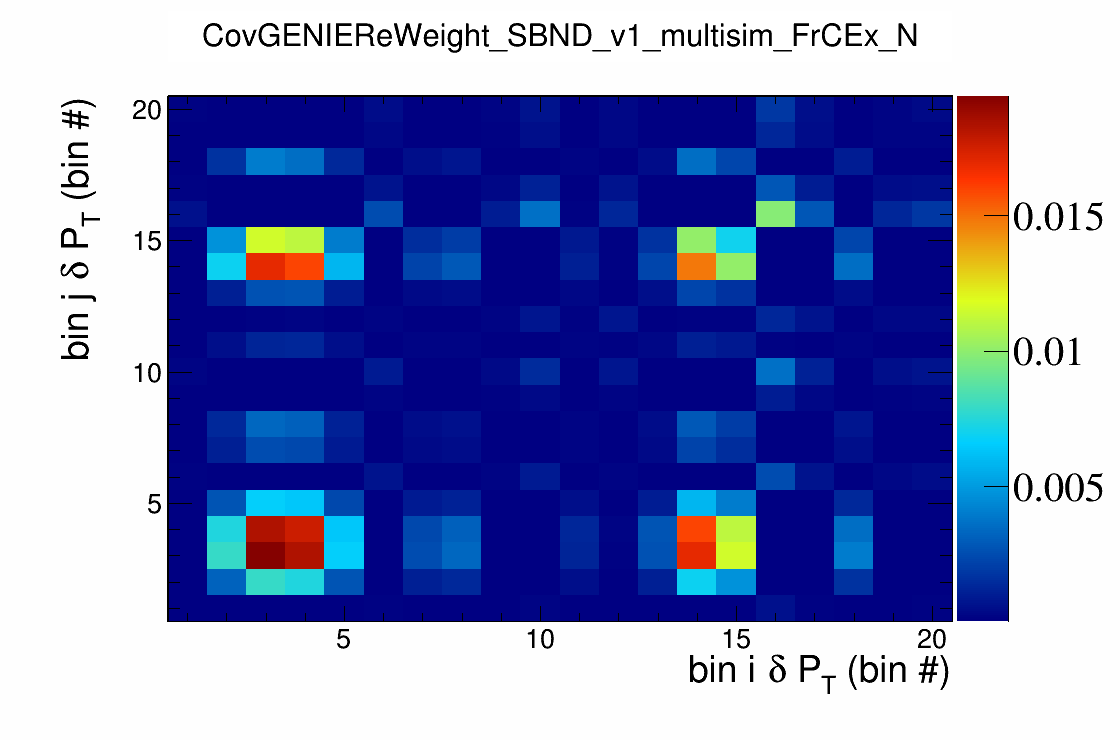 CovGENIEReWeight_SBND_v1_multisim_FrCEx_N
bin j δ P_T (bin #)
20
15
10
5
5 10 15 20
bin i δ P_T (bin #)
0.015
0.01
0.005